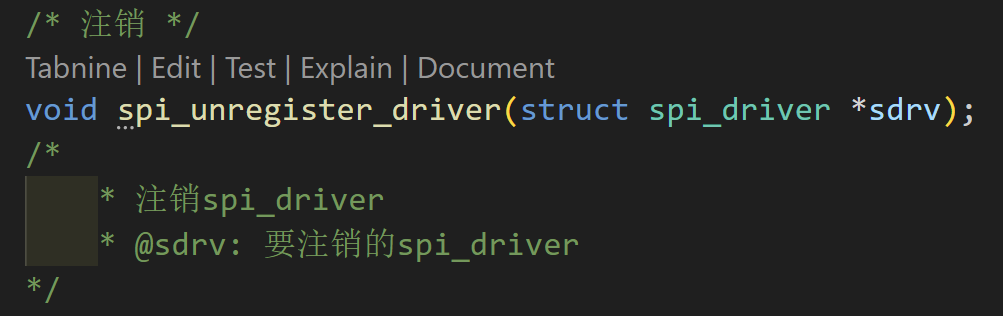 /* 注销 */
Tabnine | Edit | Test | Explain | Document
void spi_unregister_driver(struct spi_driver *sdrv);
/*
* 注销spi_driver
* @sdrv: 要注销的spi_driver
*/